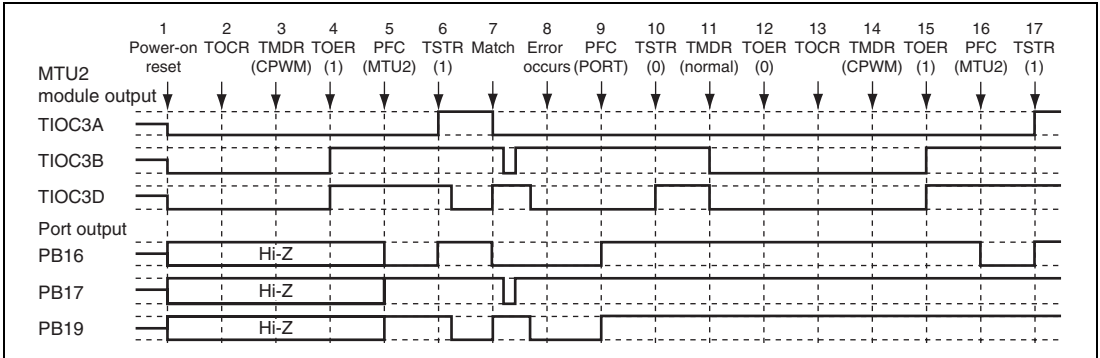 1 2 3 4 5 6 7 8 9 10 11 12 13 14 15 16 17
Power-on TOCR TMDR TOER PFC TSTR Match Error PFC TSTR TMDR TOER TOCR TMDR TOER PFC TSTR
reset (CPWM) (1) (MTU2) (1) occurs (PORT) (0) (normal) (0) (CPWM) (1) (MTU2) (1)
MTU2
module output
TIOC3A
TIOC3B
TIOC3D
Port output
PB16 Hi-Z
PB17 Hi-Z
PB19 Hi-Z